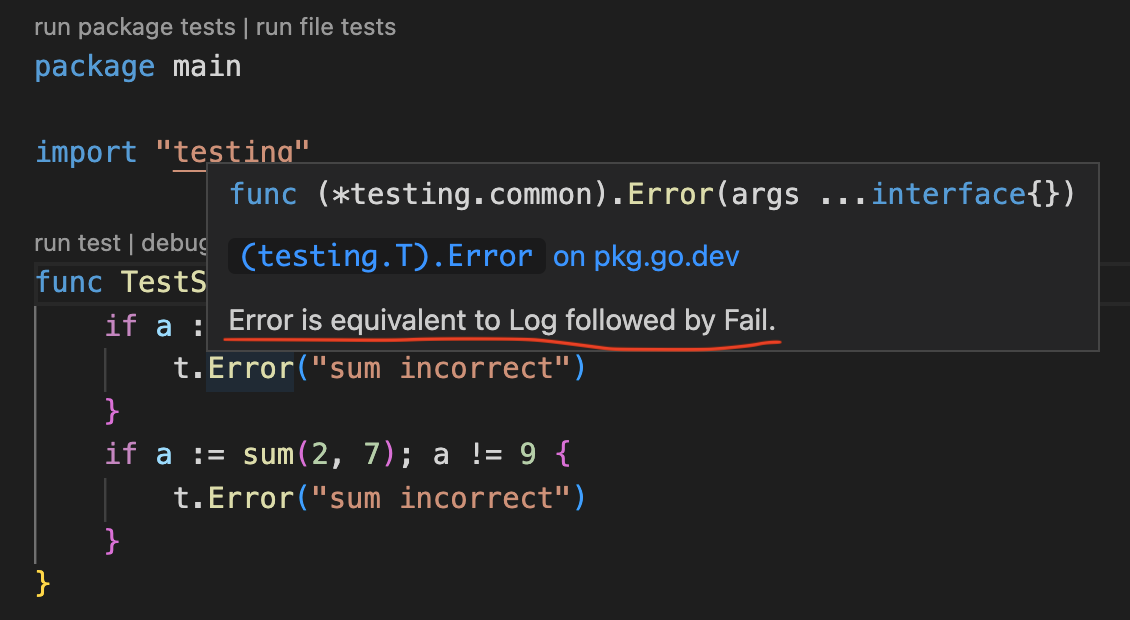 run package tests | run file tests
package main
import "testing"
func (*testing.common).Error(args ...interface{})
(testing.T).Error on pkg.go.dev
run test | debug
Error is equivalent to Log followed by Fail.
func TestS
if a :
t.Error("sum incorrect")
}
if a := sum(2, 7); a != 9 {
t.Error("sum incorrect")
}
}